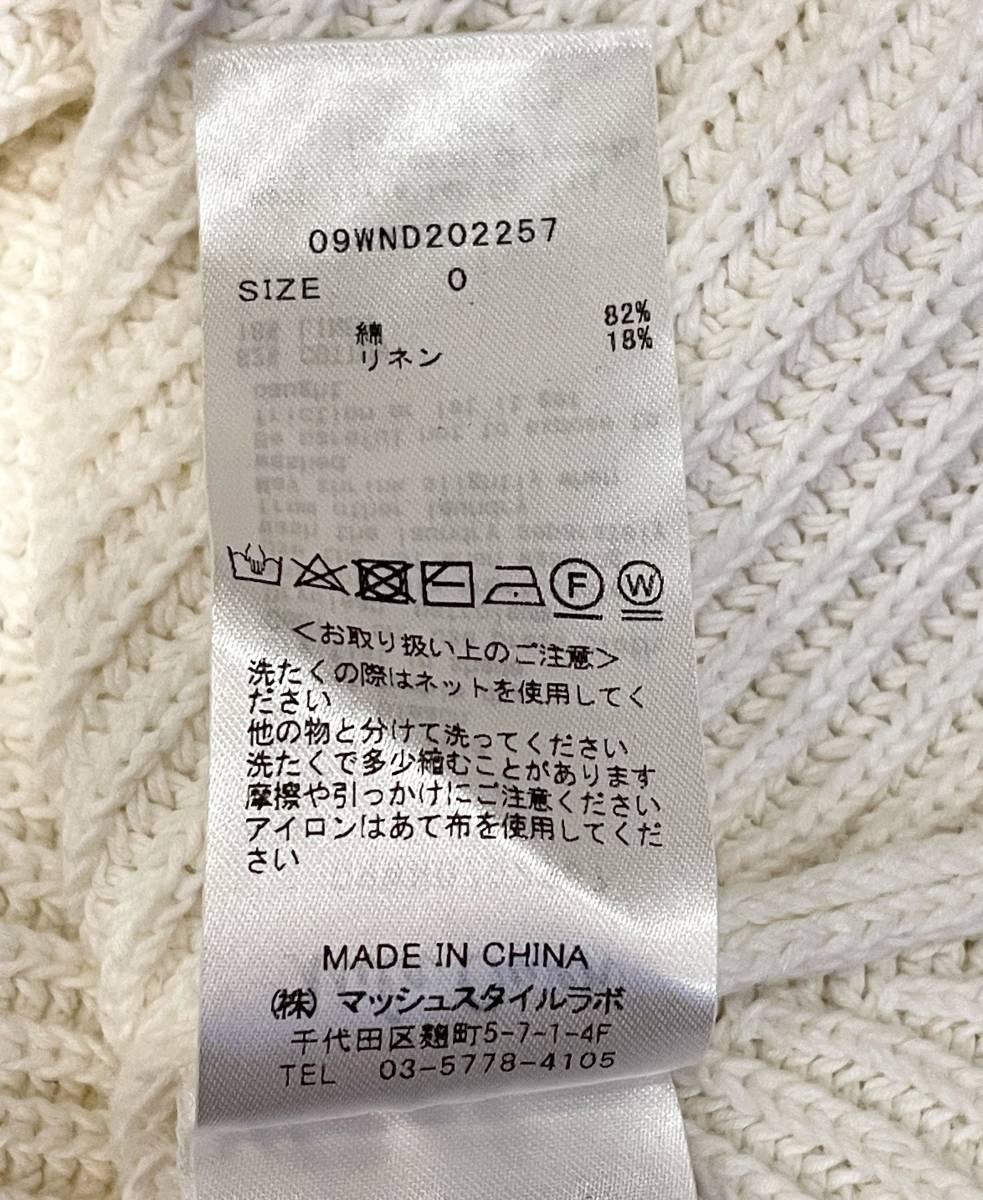 09WND202257
SIZE 0
綿 82%
リネン 18%
F W
<お取り扱い上のご注意>
洗たくの際はネットを使用してく
ださい
他の物と分けて洗ってください
洗たくで多少縮むことがあります
摩擦や引っかけにご注意ください
アイロンはあて布を使用してくだ
さい
MADE IN CHINA
(株) マッシュスタイルラボ
千代田区麹町5-7-1-4F
TEL 03-5778-4105